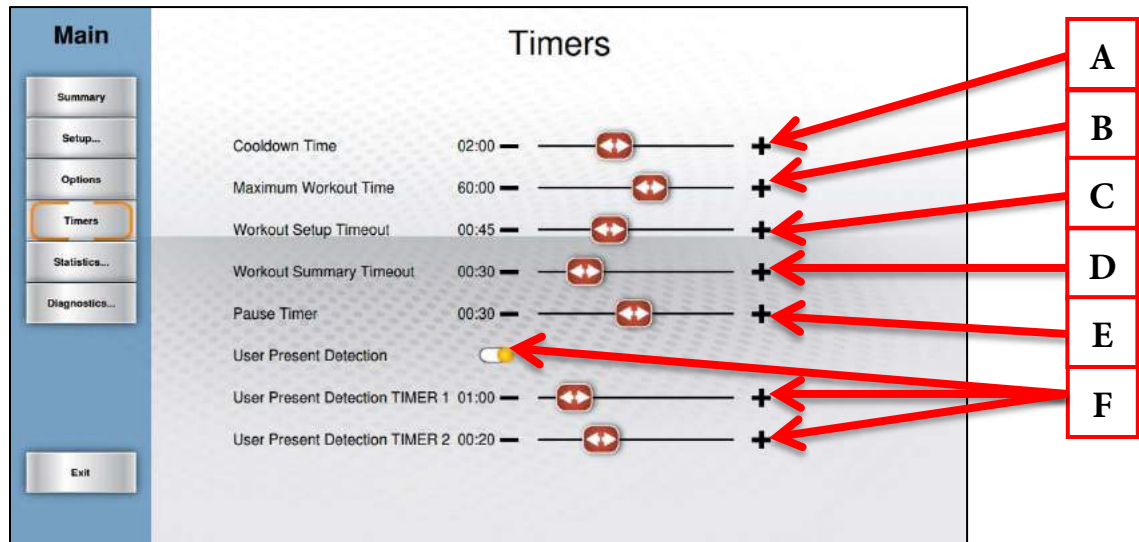 Main
Summary
Setup...
Options
Timers
Statistics...
Diagnostics...
Exit
Timers
Cooldown Time 02:00
Maximum Workout Time 60:00
Workout Setup Timeout 00:45
Workout Summary Timeout 00:30
Pause Timer 00:30
User Present Detection
User Present Detection TIMER 1 01:00
User Present Detection TIMER 2 00:20
A
B
C
D
E
F